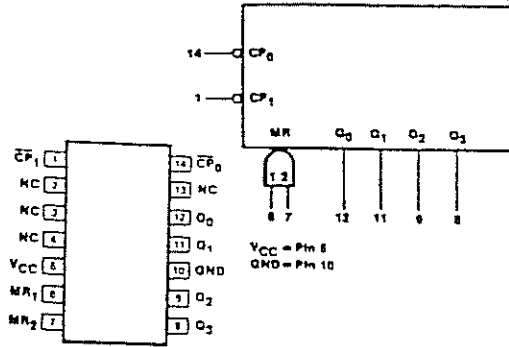 14 CP0
1 CP1
MR Q0 Q1 Q2 Q3
1 2
6 7 12 11 9 8
VCC = Pin 5
GND = Pin 10
CP1 1 14 CP0
NC 2 13 NC
NC 3 12 Q0
NC 4 11 Q1
VCC 5 10 GND
MR1 6 9 Q2
MR2 7 8 Q3